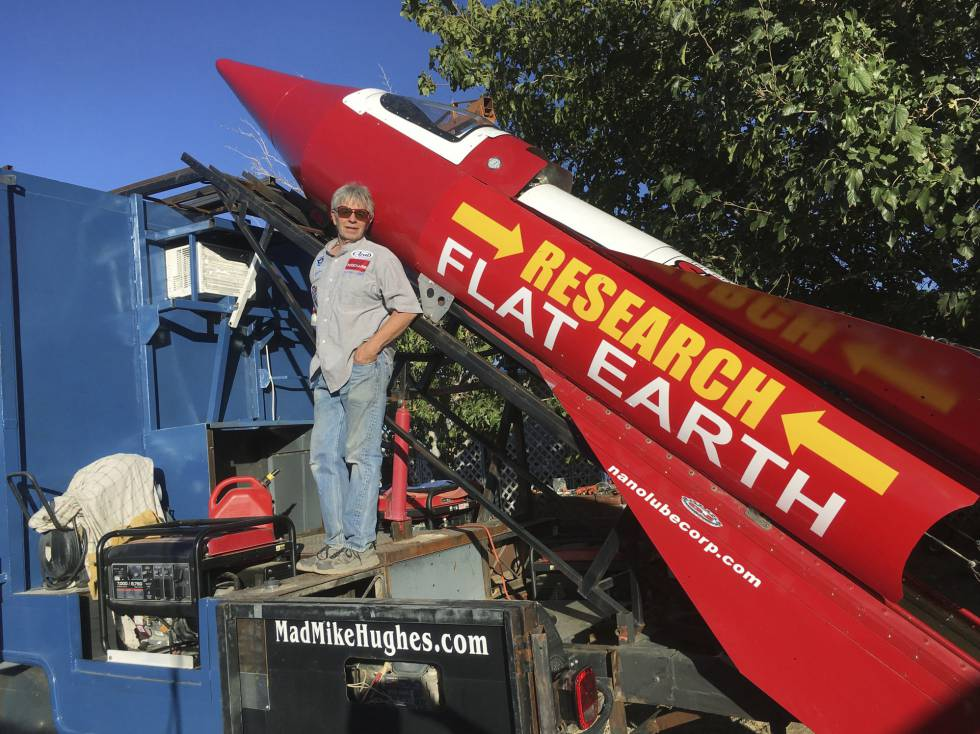 RESEARCH
FLAT EARTH
nanolubecorp.com
MadMikeHughes.com